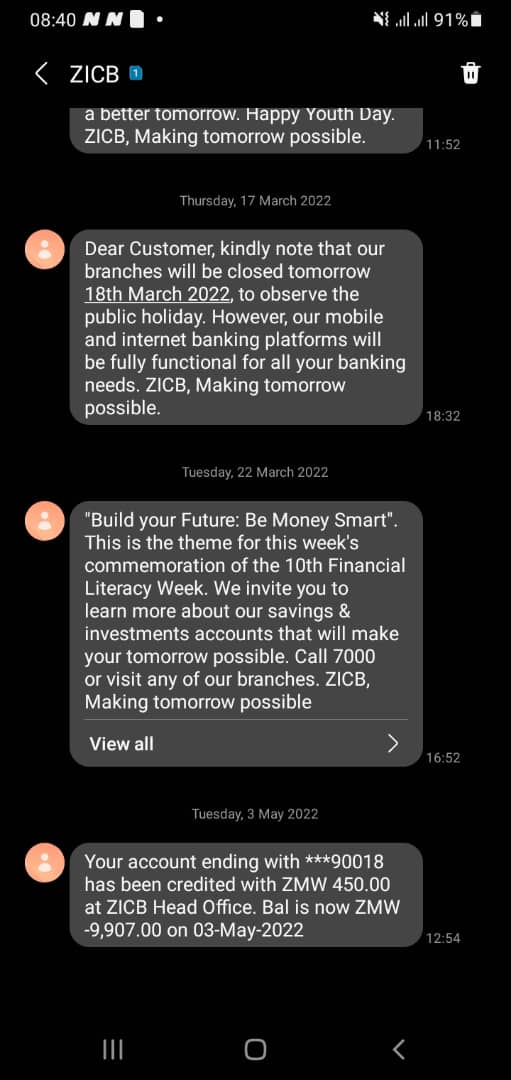 08:40 91%
ZICB 1
a better tomorrow. Happy Youth Day.
ZICB, Making tomorrow possible.
11:52
Thursday, 17 March 2022
Dear Customer, kindly note that our
branches will be closed tomorrow
18th March 2022, to observe the
public holiday. However, our mobile
and internet banking platforms will
be fully functional for all your banking
needs. ZICB, Making tomorrow
possible.
18:32
Tuesday, 22 March 2022
"Build your Future: Be Money Smart".
This is the theme for this week's
commemoration of the 10th Financial
Literacy Week. We invite you to
learn more about our savings &
investments accounts that will make
your tomorrow possible. Call 7000
or visit any of our branches. ZICB,
Making tomorrow possible
View all
16:52
Tuesday, 3 May 2022
Your account ending with ***90018
has been credited with ZMW 450.00
at ZICB Head Office. Bal is now ZMW
-9,907.00 on 03-May-2022
12:54